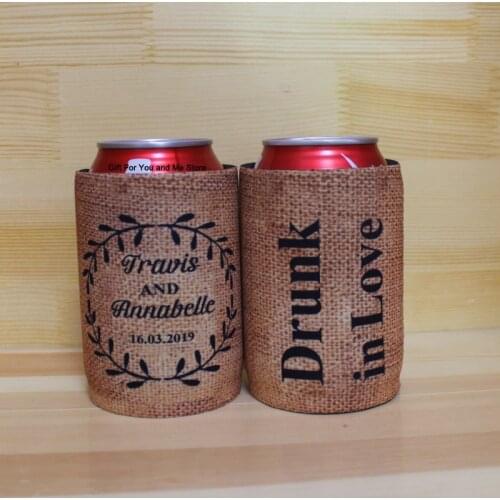 Gift For You and Me Store
Travis
AND
Annabelle
16.03.2019
Drunk
in Love